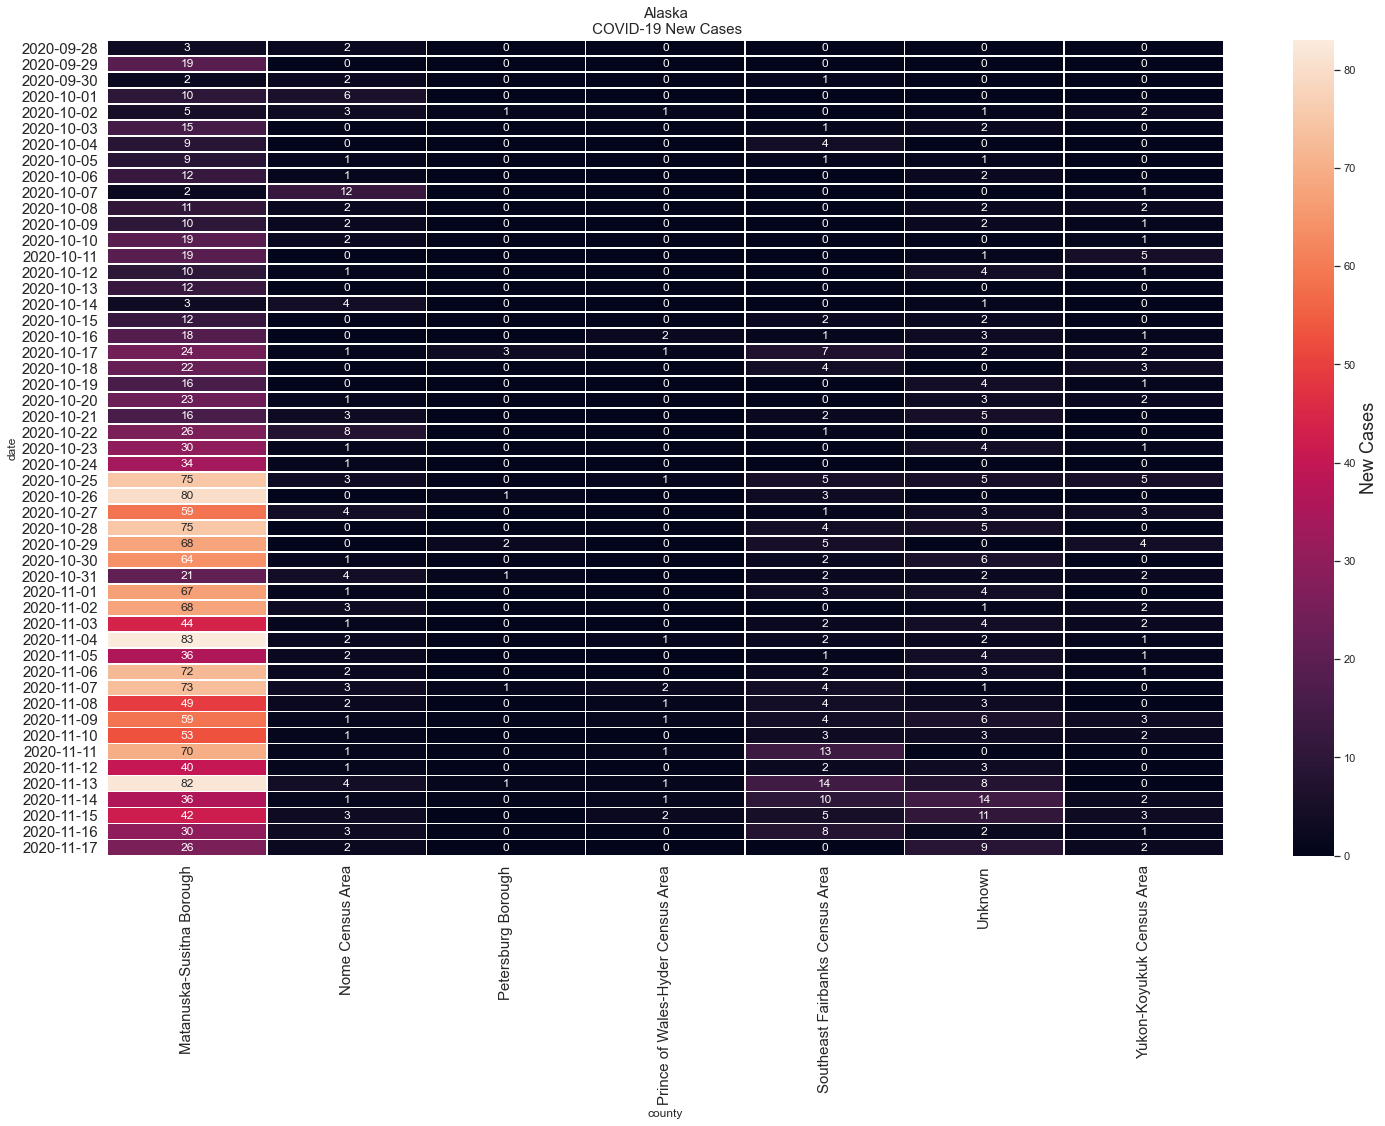 Alaska
COVID-19 New Cases
2020-09-28 3 2 0 0 0 0 0
2020-09-29 19 0 0 0 0 0 0
2020-09-30 2 2 0 0 1 0 0
2020-10-01 10 6 0 0 0 0 0
2020-10-02 5 3 1 1 0 1 2
2020-10-03 15 0 0 0 1 2 0
2020-10-04 9 0 0 0 4 0 0
2020-10-05 9 1 0 0 1 1 0
2020-10-06 12 1 0 0 0 2 0
2020-10-07 2 12 0 0 0 0 1
2020-10-08 11 2 0 0 0 2 2
2020-10-09 10 2 0 0 0 2 1
2020-10-10 19 2 0 0 0 0 1
2020-10-11 19 0 0 0 0 1 5
2020-10-12 10 1 0 0 0 4 1
2020-10-13 12 0 0 0 0 0 0
2020-10-14 3 4 0 0 0 1 0
2020-10-15 12 0 0 0 2 2 0
2020-10-16 18 0 0 2 1 3 1
2020-10-17 24 1 3 1 7 2 2
2020-10-18 22 0 0 0 4 0 3
2020-10-19 16 0 0 0 0 4 1
2020-10-20 23 1 0 0 0 3 2
2020-10-21 16 3 0 0 2 5 0
2020-10-22 26 8 0 0 1 0 0
2020-10-23 30 1 0 0 0 4 1
2020-10-24 34 1 0 0 0 0 0
2020-10-25 75 3 0 1 5 5 5
2020-10-26 80 0 1 0 3 0 0
2020-10-27 59 4 0 0 1 3 3
2020-10-28 75 0 0 0 4 5 0
2020-10-29 68 0 2 0 5 0 4
2020-10-30 64 1 0 0 2 6 0
2020-10-31 21 4 1 0 2 2 2
2020-11-01 67 1 0 0 3 4 0
2020-11-02 68 3 0 0 0 1 2
2020-11-03 44 1 0 0 2 4 2
2020-11-04 83 2 0 1 2 2 1
2020-11-05 36 2 0 0 1 4 1
2020-11-06 72 2 0 0 2 3 1
2020-11-07 73 3 1 2 4 1 0
2020-11-08 49 2 0 1 4 3 0
2020-11-09 59 1 0 1 4 6 3
2020-11-10 53 1 0 0 3 3 2
2020-11-11 70 1 0 1 13 0 0
2020-11-12 40 1 0 0 2 3 0
2020-11-13 82 4 1 1 14 8 0
2020-11-14 36 1 0 1 10 14 2
2020-11-15 42 3 0 2 5 11 3
2020-11-16 30 3 0 0 8 2 1
2020-11-17 26 2 0 0 0 9 2
date
Matanuska-Susitna Borough
Nome Census Area
Petersburg Borough
Prince of Wales-Hyder Census Area
Southeast Fairbanks Census Area
Unknown
Yukon-Koyukuk Census Area
county
80
70
60
50
40
30
20
10
0
New Cases